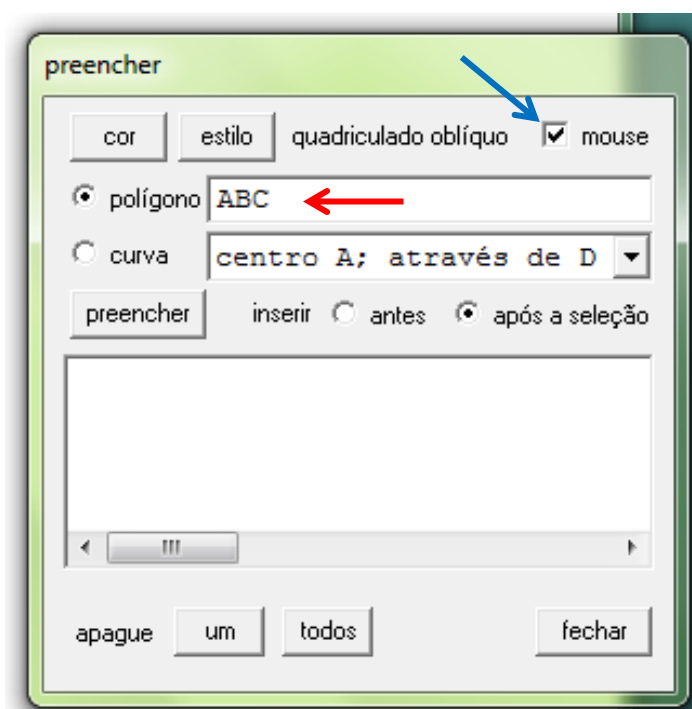 preencher
cor estilo quadriculado oblíquo mouse
polígono ABC
curva centro A; através de D
preencher inserir antes após a seleção
apague um todos fechar